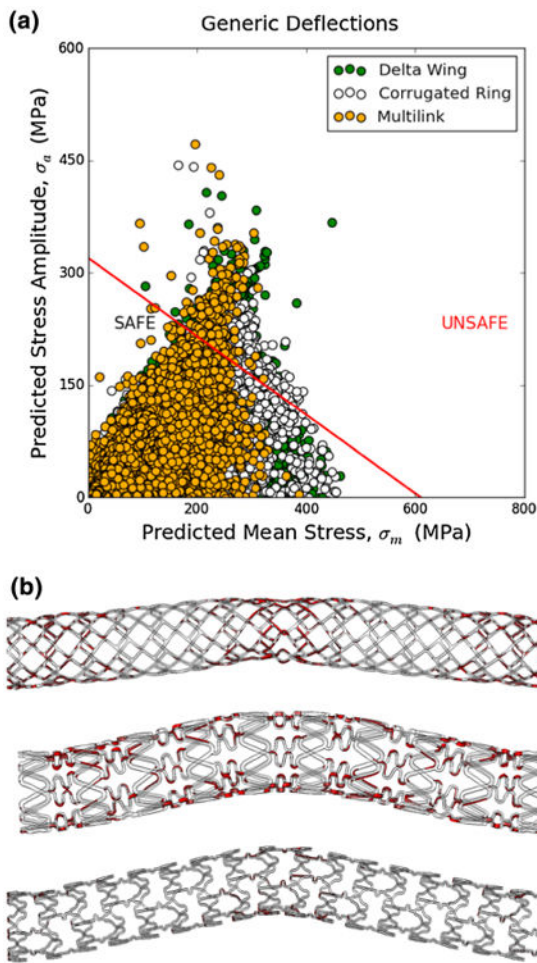 (a)
Generic Deflections
Predicted Stress Amplitude, σₐ (MPa)
600
450
300
150
0
Delta Wing
Corrugated Ring
Multilink
SAFE
UNSAFE
0 200 400 600 800
Predicted Mean Stress, σₘ (MPa)
(b)